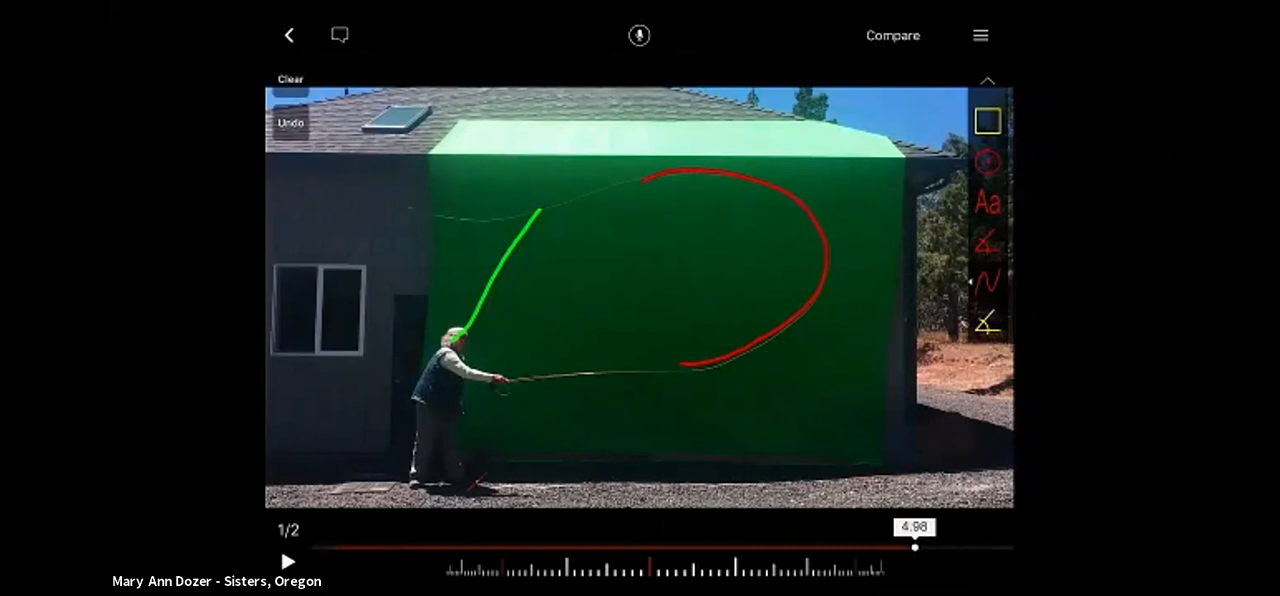 Compare
Clear
Undo
Aa
4.98
1/2
Mary Ann Dozer - Sisters, Oregon